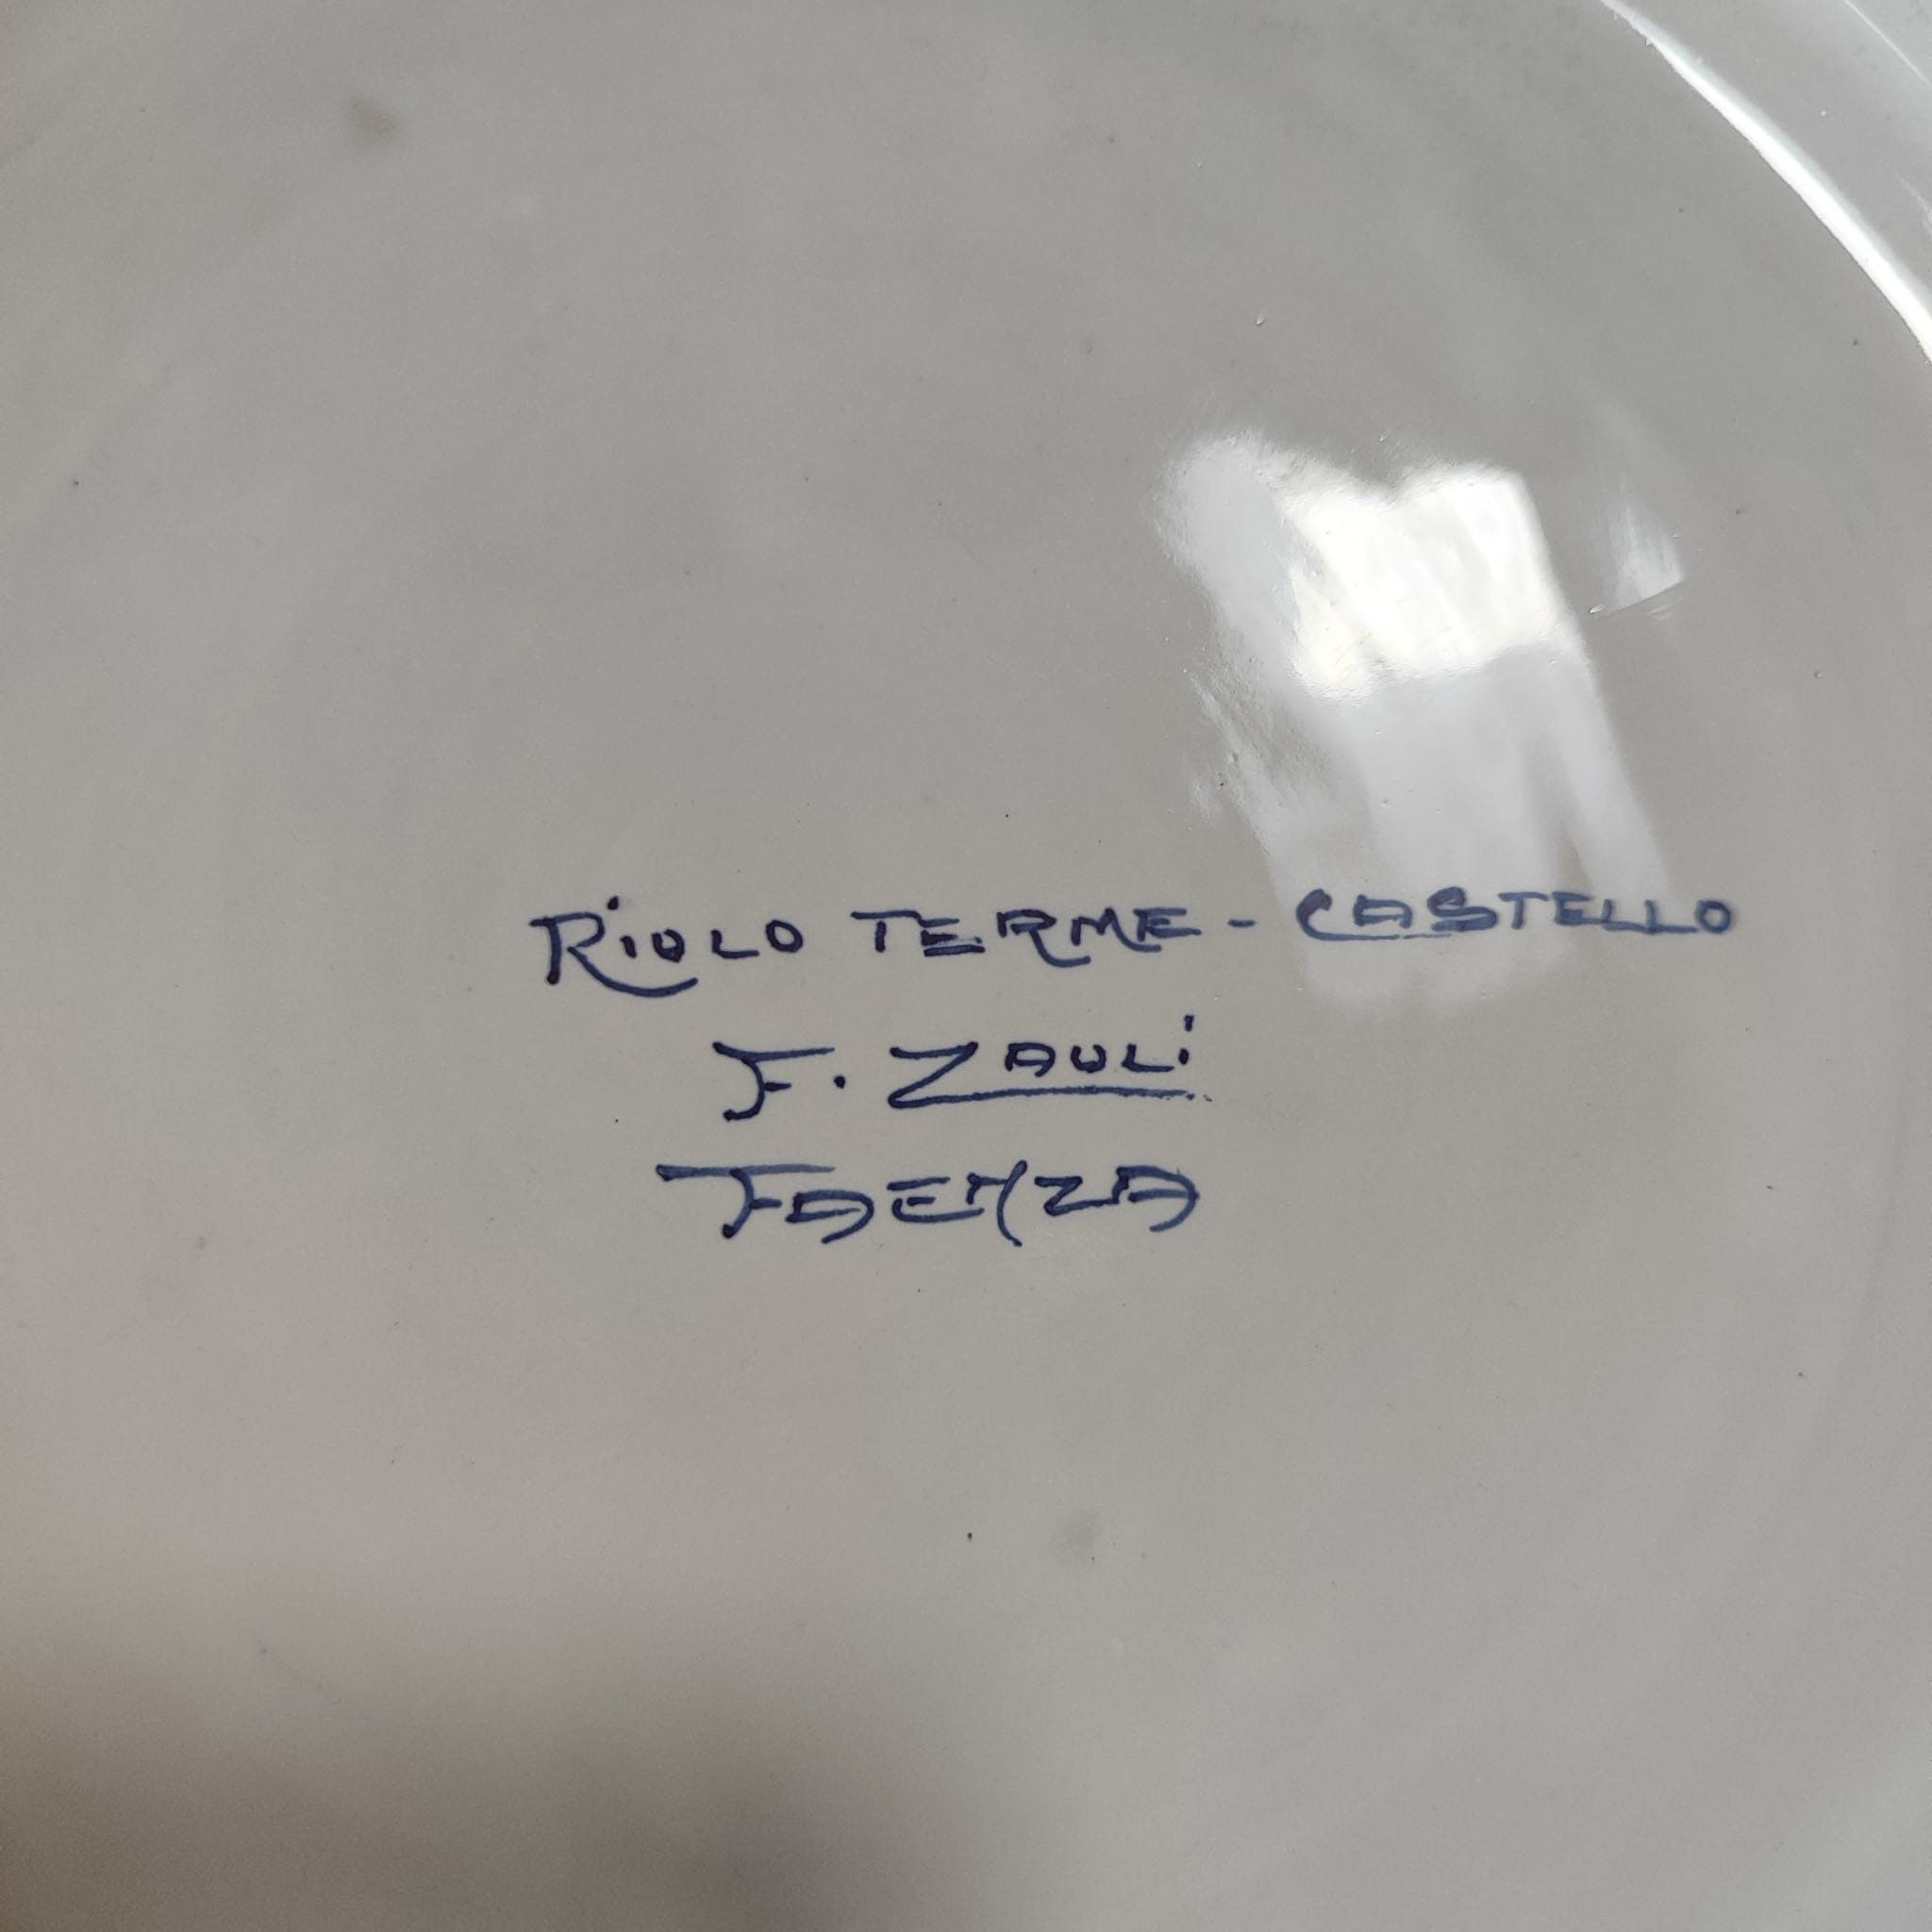 RiOLO TERME - CASTELLO
F. ZAULi
FAENZA